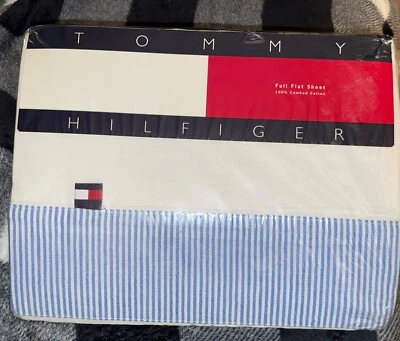 TOMMY
Full Flat Sheet
100% Combed Cotton
HILFIGER